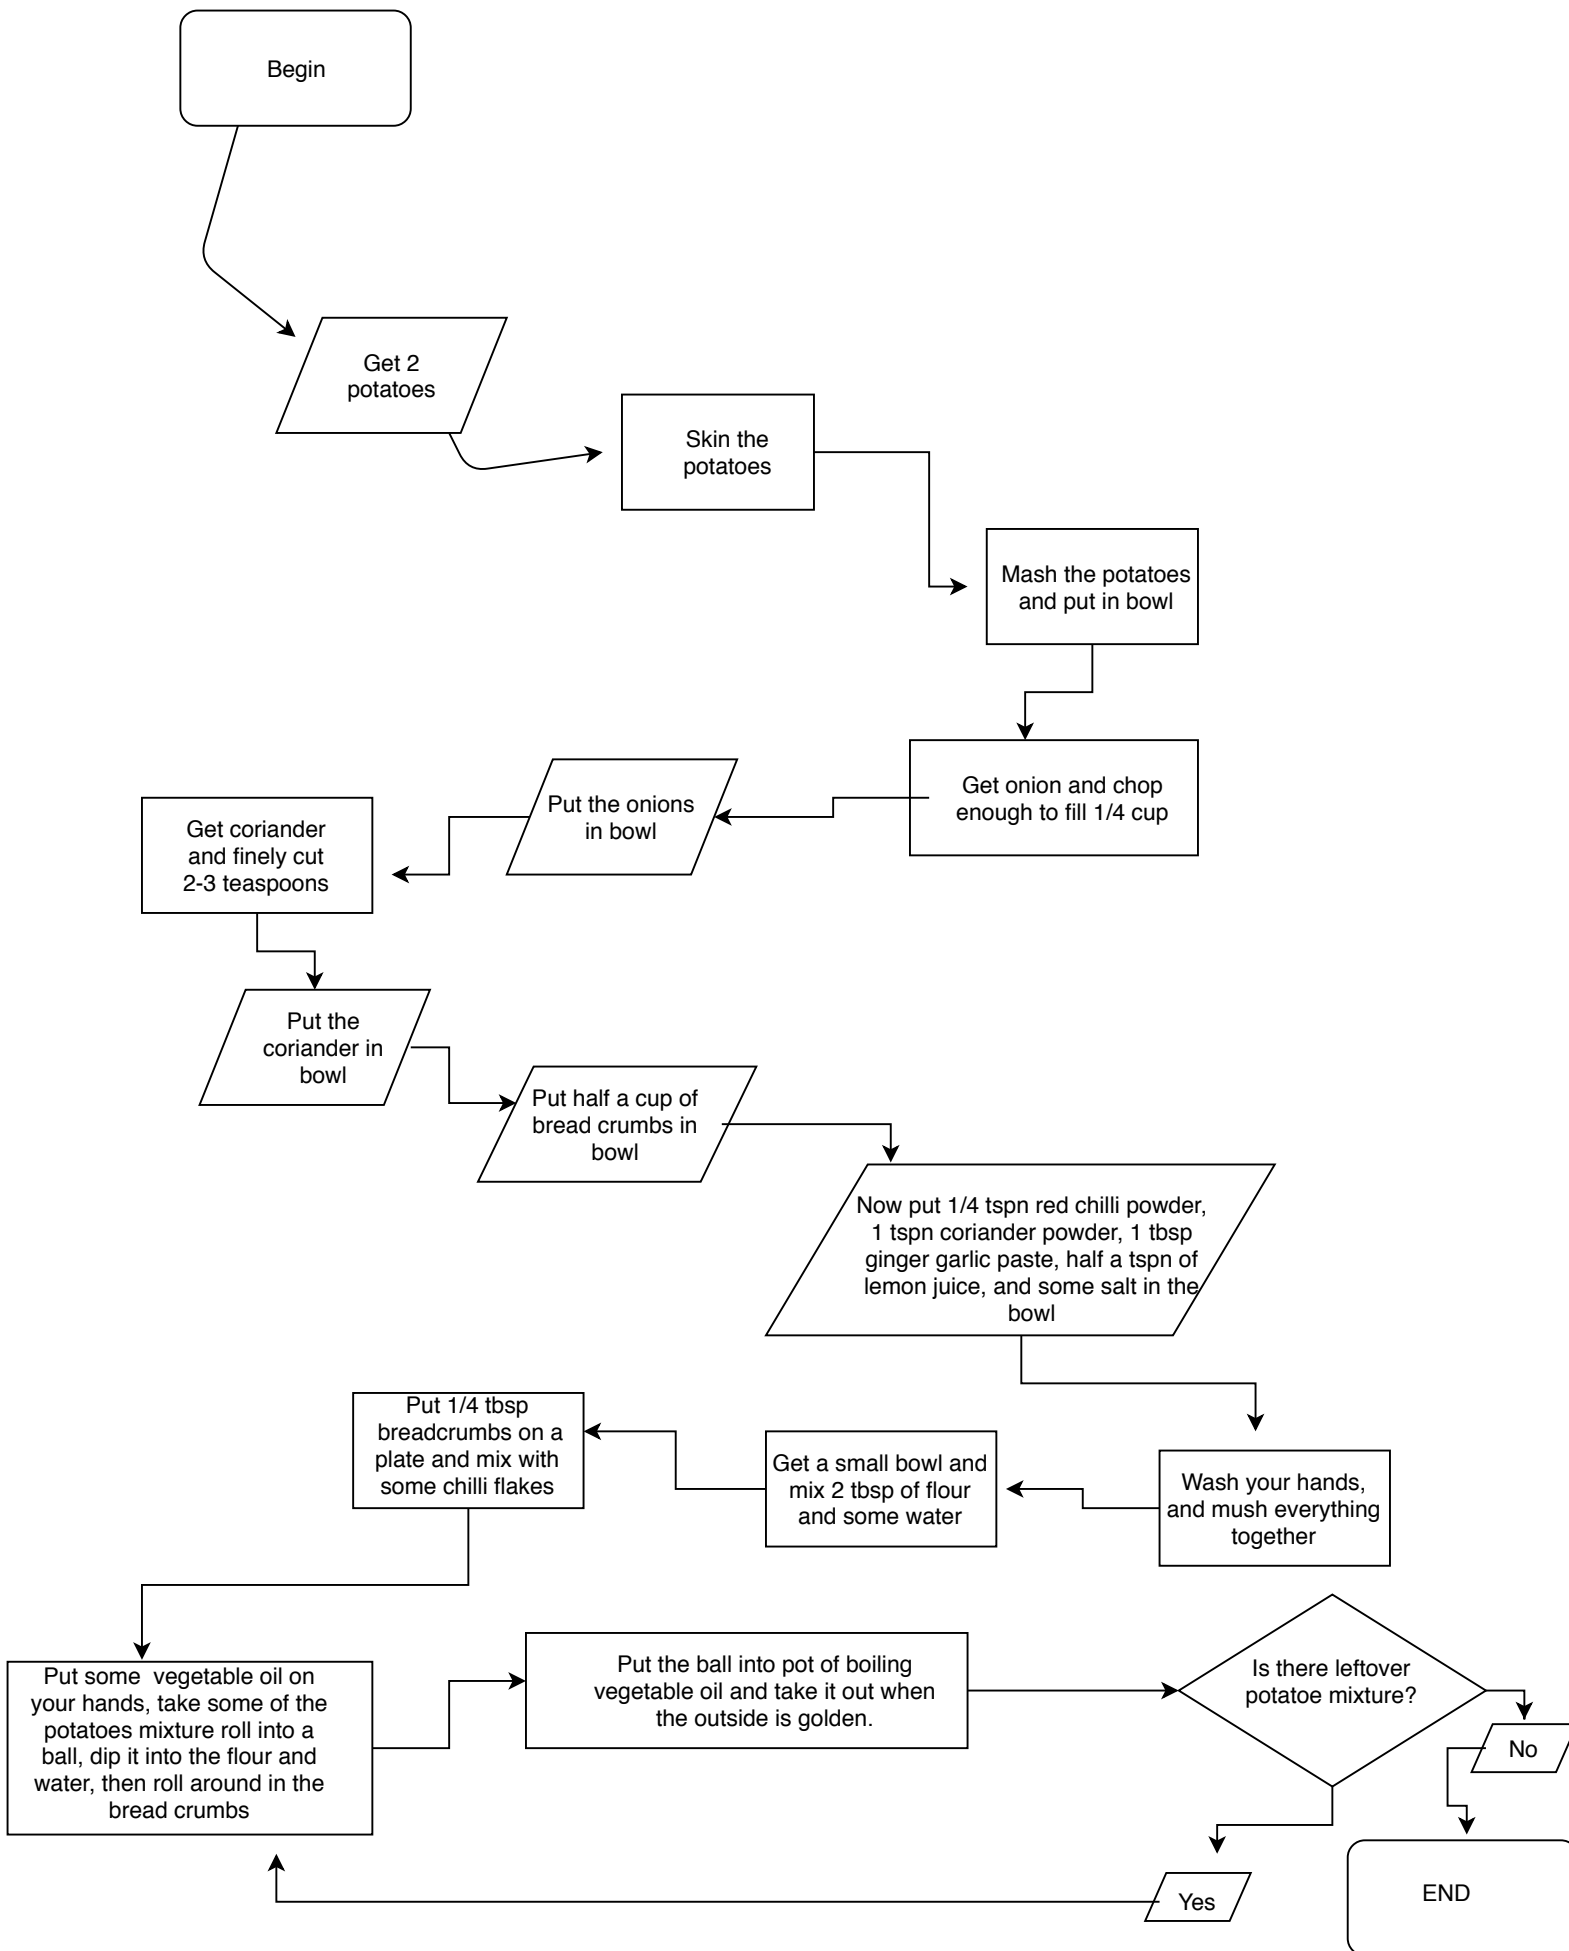 Begin
Get 2
potatoes
Skin the
potatoes
Mash the potatoes
and put in bowl
Get onion and chop
enough to fill 1/4 cup
Put the onions
in bowl
Get coriander
and finely cut
2-3 teaspoons
Put the
coriander in
bowl
Put half a cup of
bread crumbs in
bowl
Now put 1/4 tspn red chilli powder,
1 tspn coriander powder, 1 tbsp
ginger garlic paste, half a tspn of
lemon juice, and some salt in the
bowl
Wash your hands,
and mush everything
together
Get a small bowl and
mix 2 tbsp of flour
and some water
Put 1/4 tbsp
breadcrumbs on a
plate and mix with
some chilli flakes
Put some vegetable oil on
your hands, take some of the
potatoes mixture roll into a
ball, dip it into the flour and
water, then roll around in the
bread crumbs
Put the ball into pot of boiling
vegetable oil and take it out when
the outside is golden.
Is there leftover
potatoe mixture?
No
Yes
END